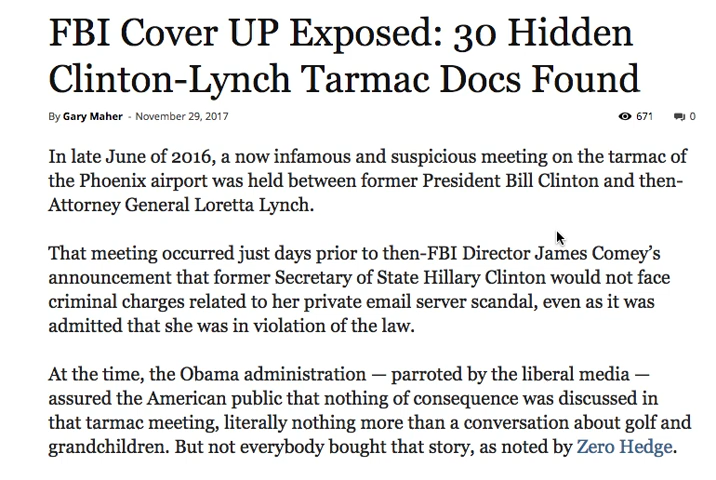 FBI Cover UP Exposed: 30 Hidden
Clinton-Lynch Tarmac Docs Found
By Gary Maher - November 29, 2017 671 0
In late June of 2016, a now infamous and suspicious meeting on the tarmac of
the Phoenix airport was held between former President Bill Clinton and then-
Attorney General Loretta Lynch.
That meeting occurred just days prior to then-FBI Director James Comey’s
announcement that former Secretary of State Hillary Clinton would not face
criminal charges related to her private email server scandal, even as it was
admitted that she was in violation of the law.
At the time, the Obama administration — parroted by the liberal media —
assured the American public that nothing of consequence was discussed in
that tarmac meeting, literally nothing more than a conversation about golf and
grandchildren. But not everybody bought that story, as noted by Zero Hedge.